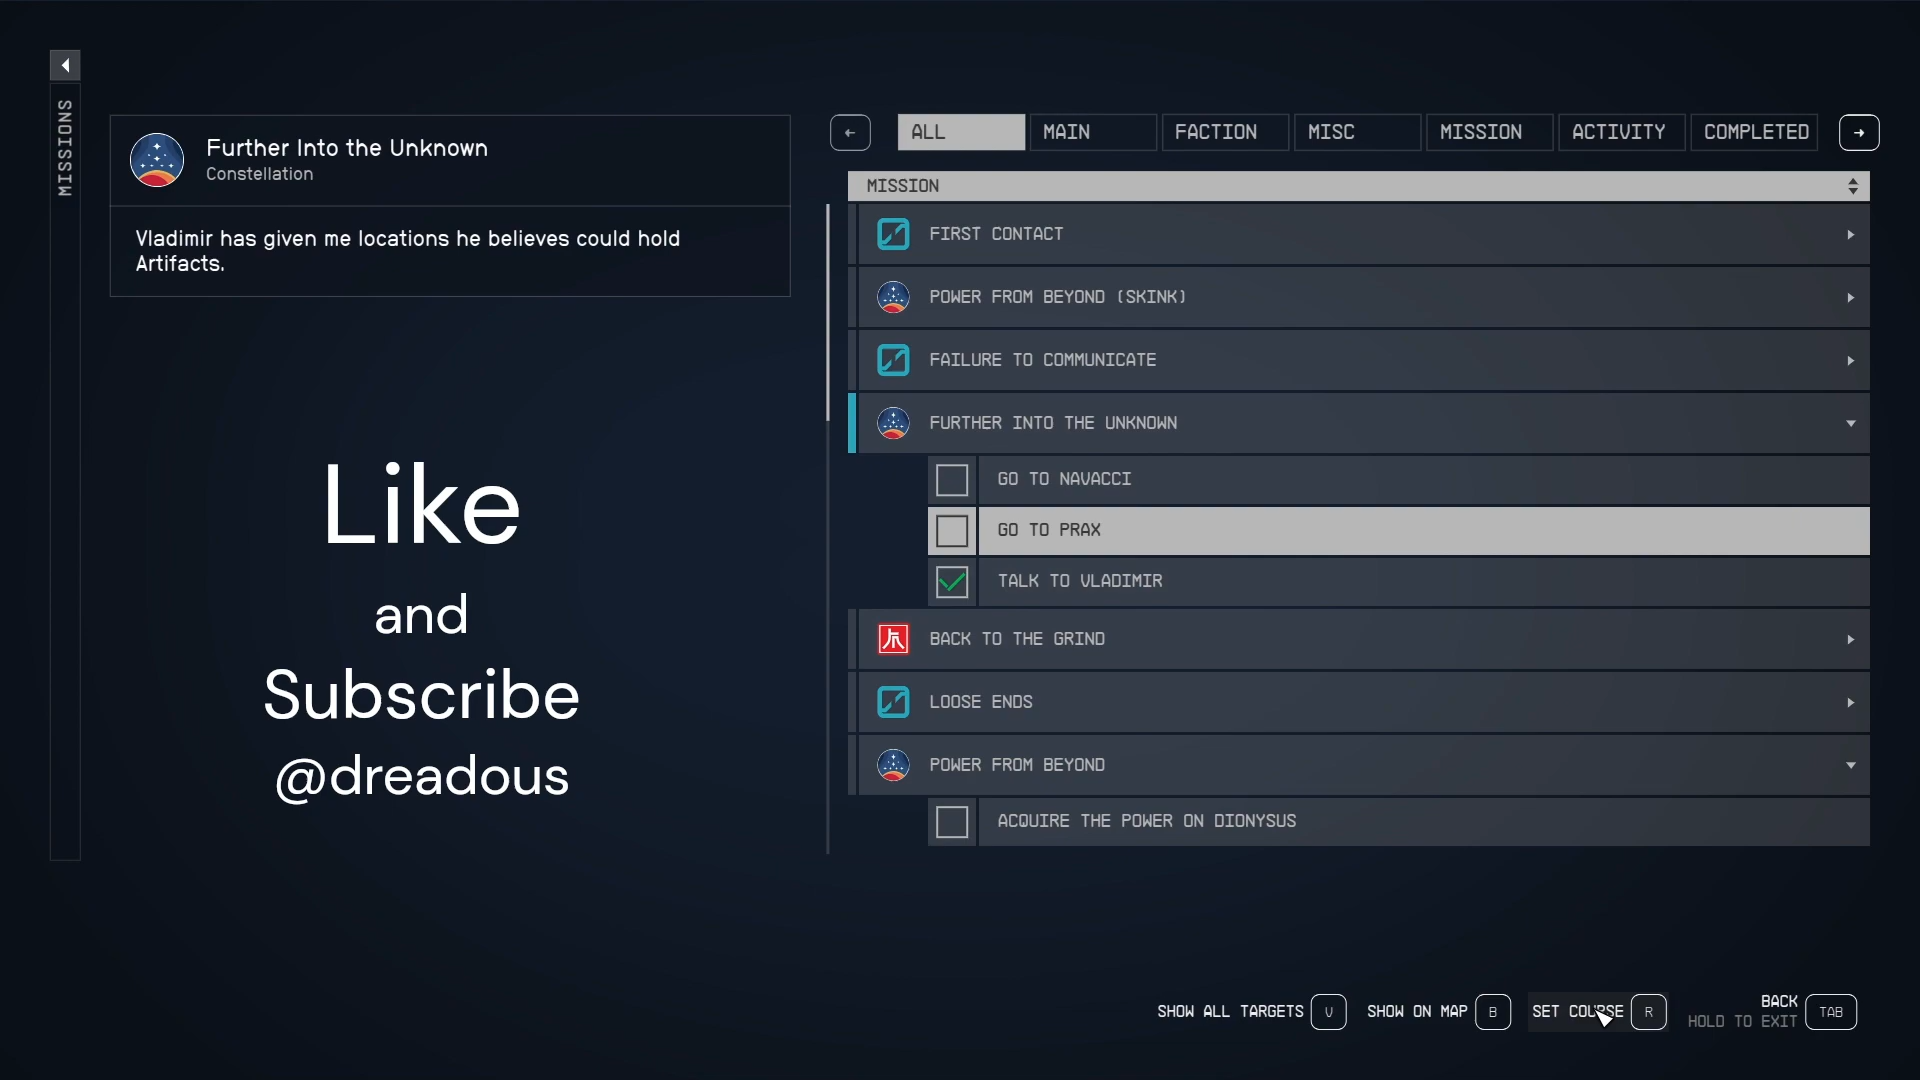 MISSIONS
Further Into the Unknown
Constellation
Vladimir has given me locations he believes could hold
Artifacts.
Like
and
Subscribe
@dreadous
ALL
MAIN
FACTION
MISC
MISSION
ACTIVITY
COMPLETED
MISSION
FIRST CONTACT
POWER FROM BEYOND (SKINK)
FAILURE TO COMMUNICATE
FURTHER INTO THE UNKNOWN
GO TO NAVACCI
GO TO PRAX
TALK TO VLADIMIR
BACK TO THE GRIND
LOOSE ENDS
POWER FROM BEYOND
ACQUIRE THE POWER ON DIONYSUS
SHOW ALL TARGETS V
SHOW ON MAP B
SET COURSE R
BACK
HOLD TO EXIT TAB